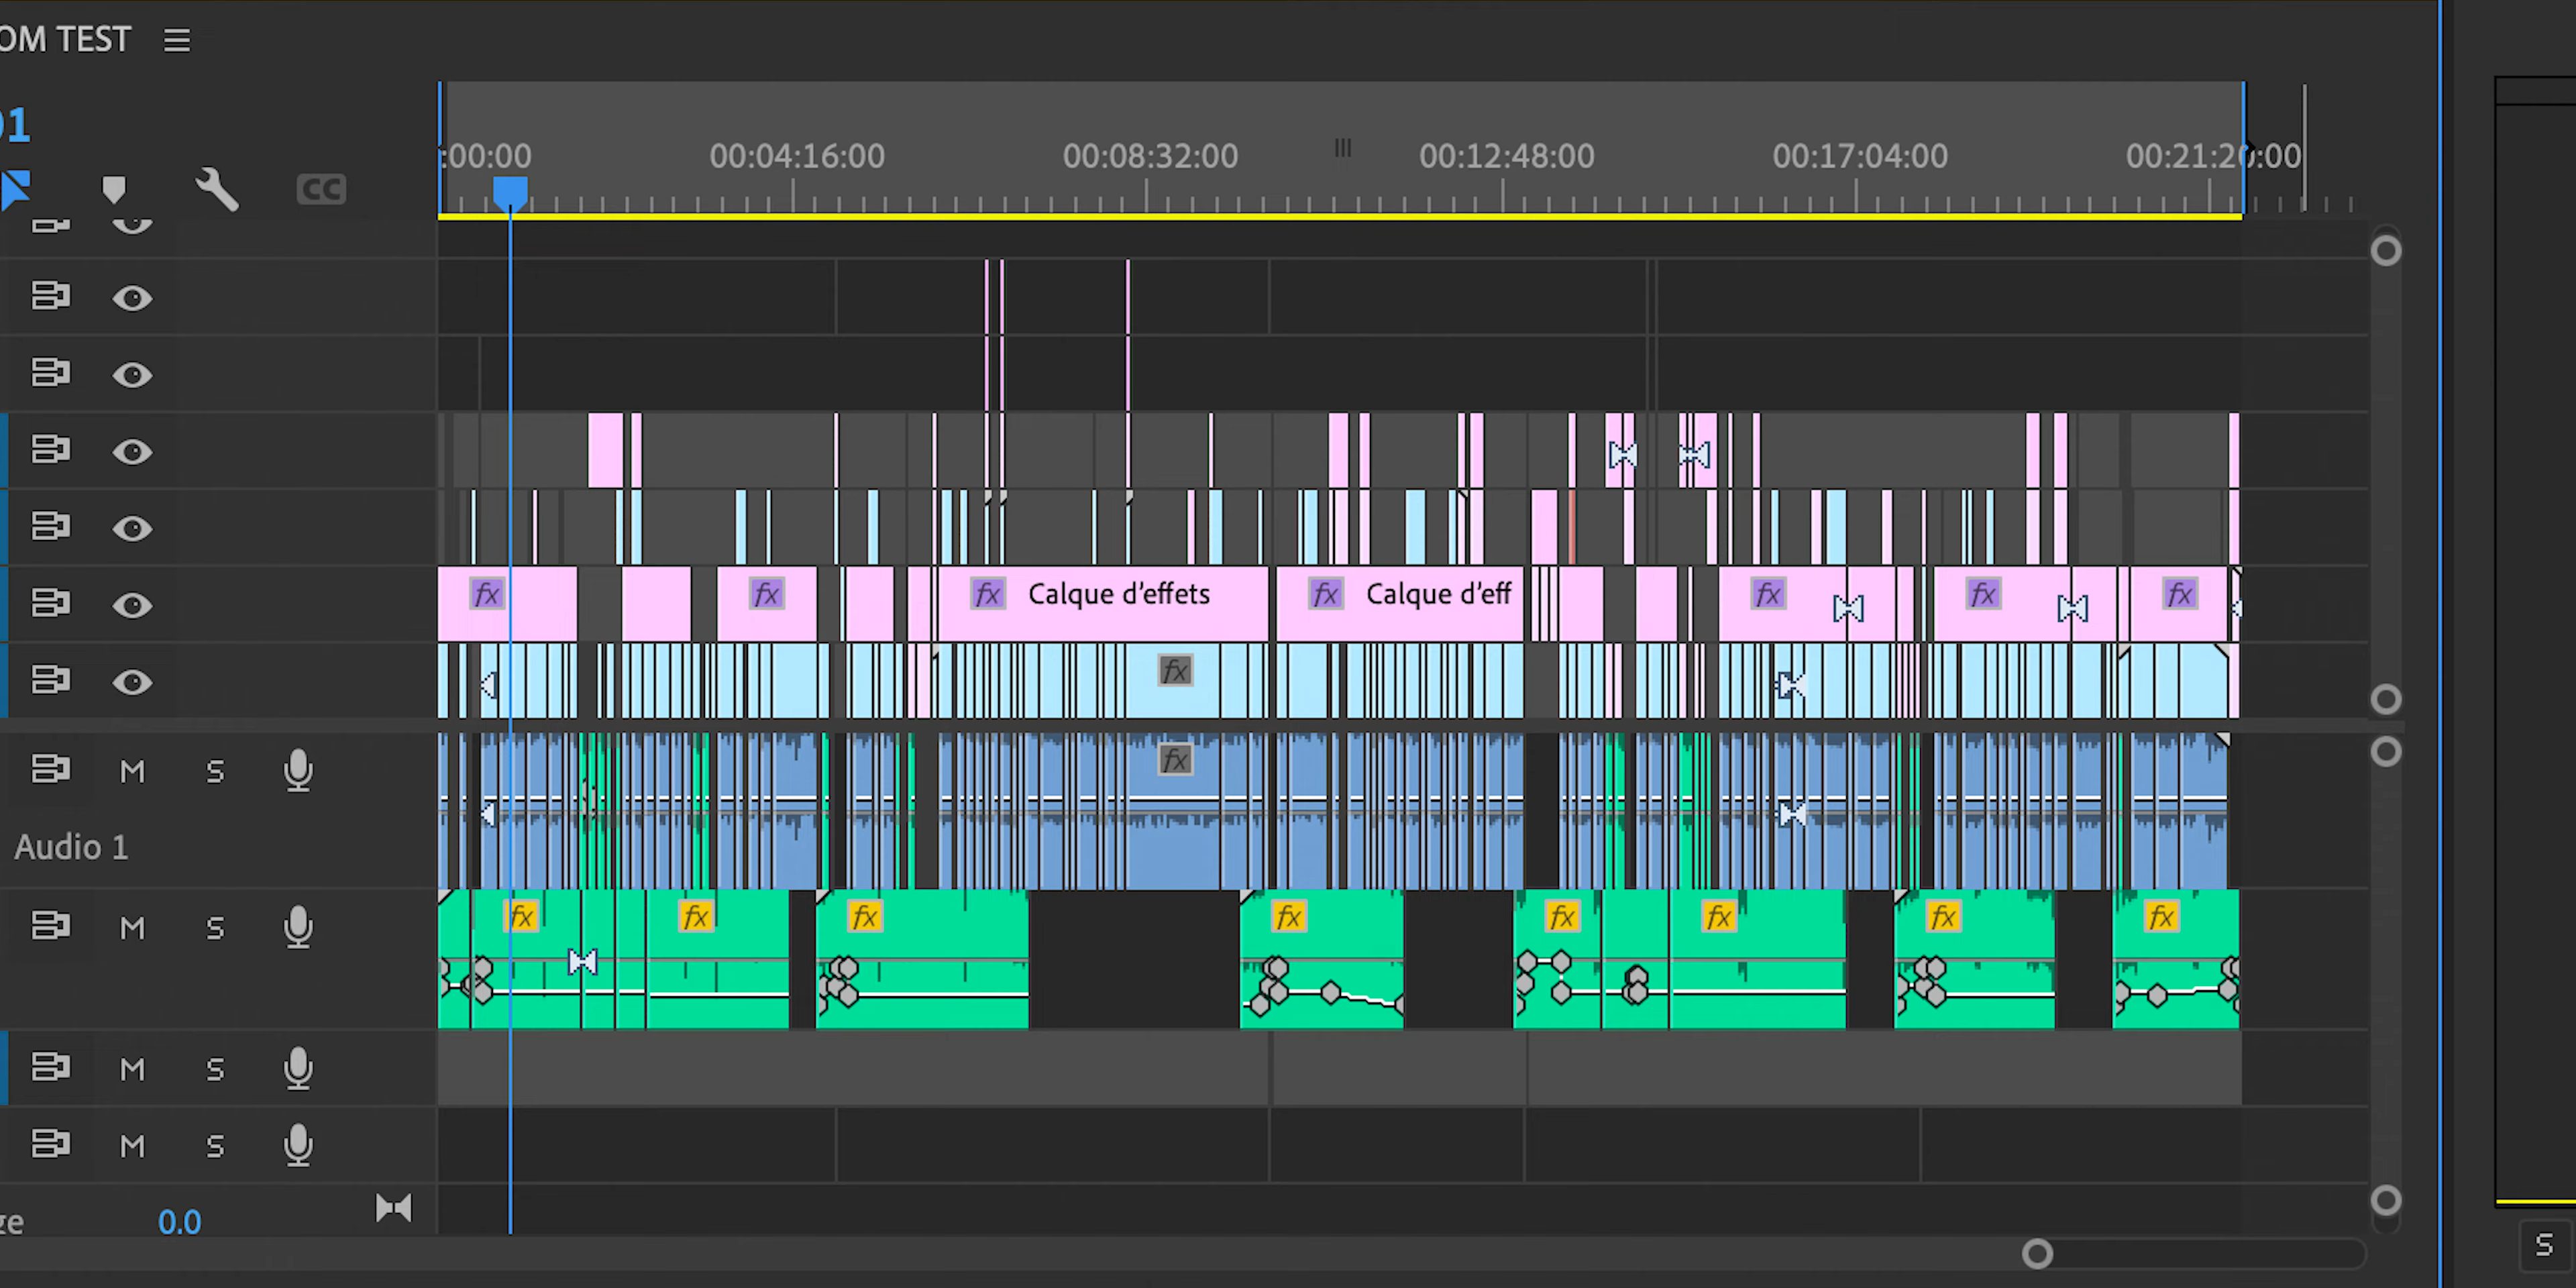 OM TEST
01
:00:00 00:04:16:00 00:08:32:00 00:12:48:00 00:17:04:00 00:21:20:00
CC
fx fx fx Calque d'effets fx Calque d'eff fx fx fx
fx
M S fx
Audio 1
M S fx fx fx fx fx fx fx fx
M S
M S
ge 0.0
S